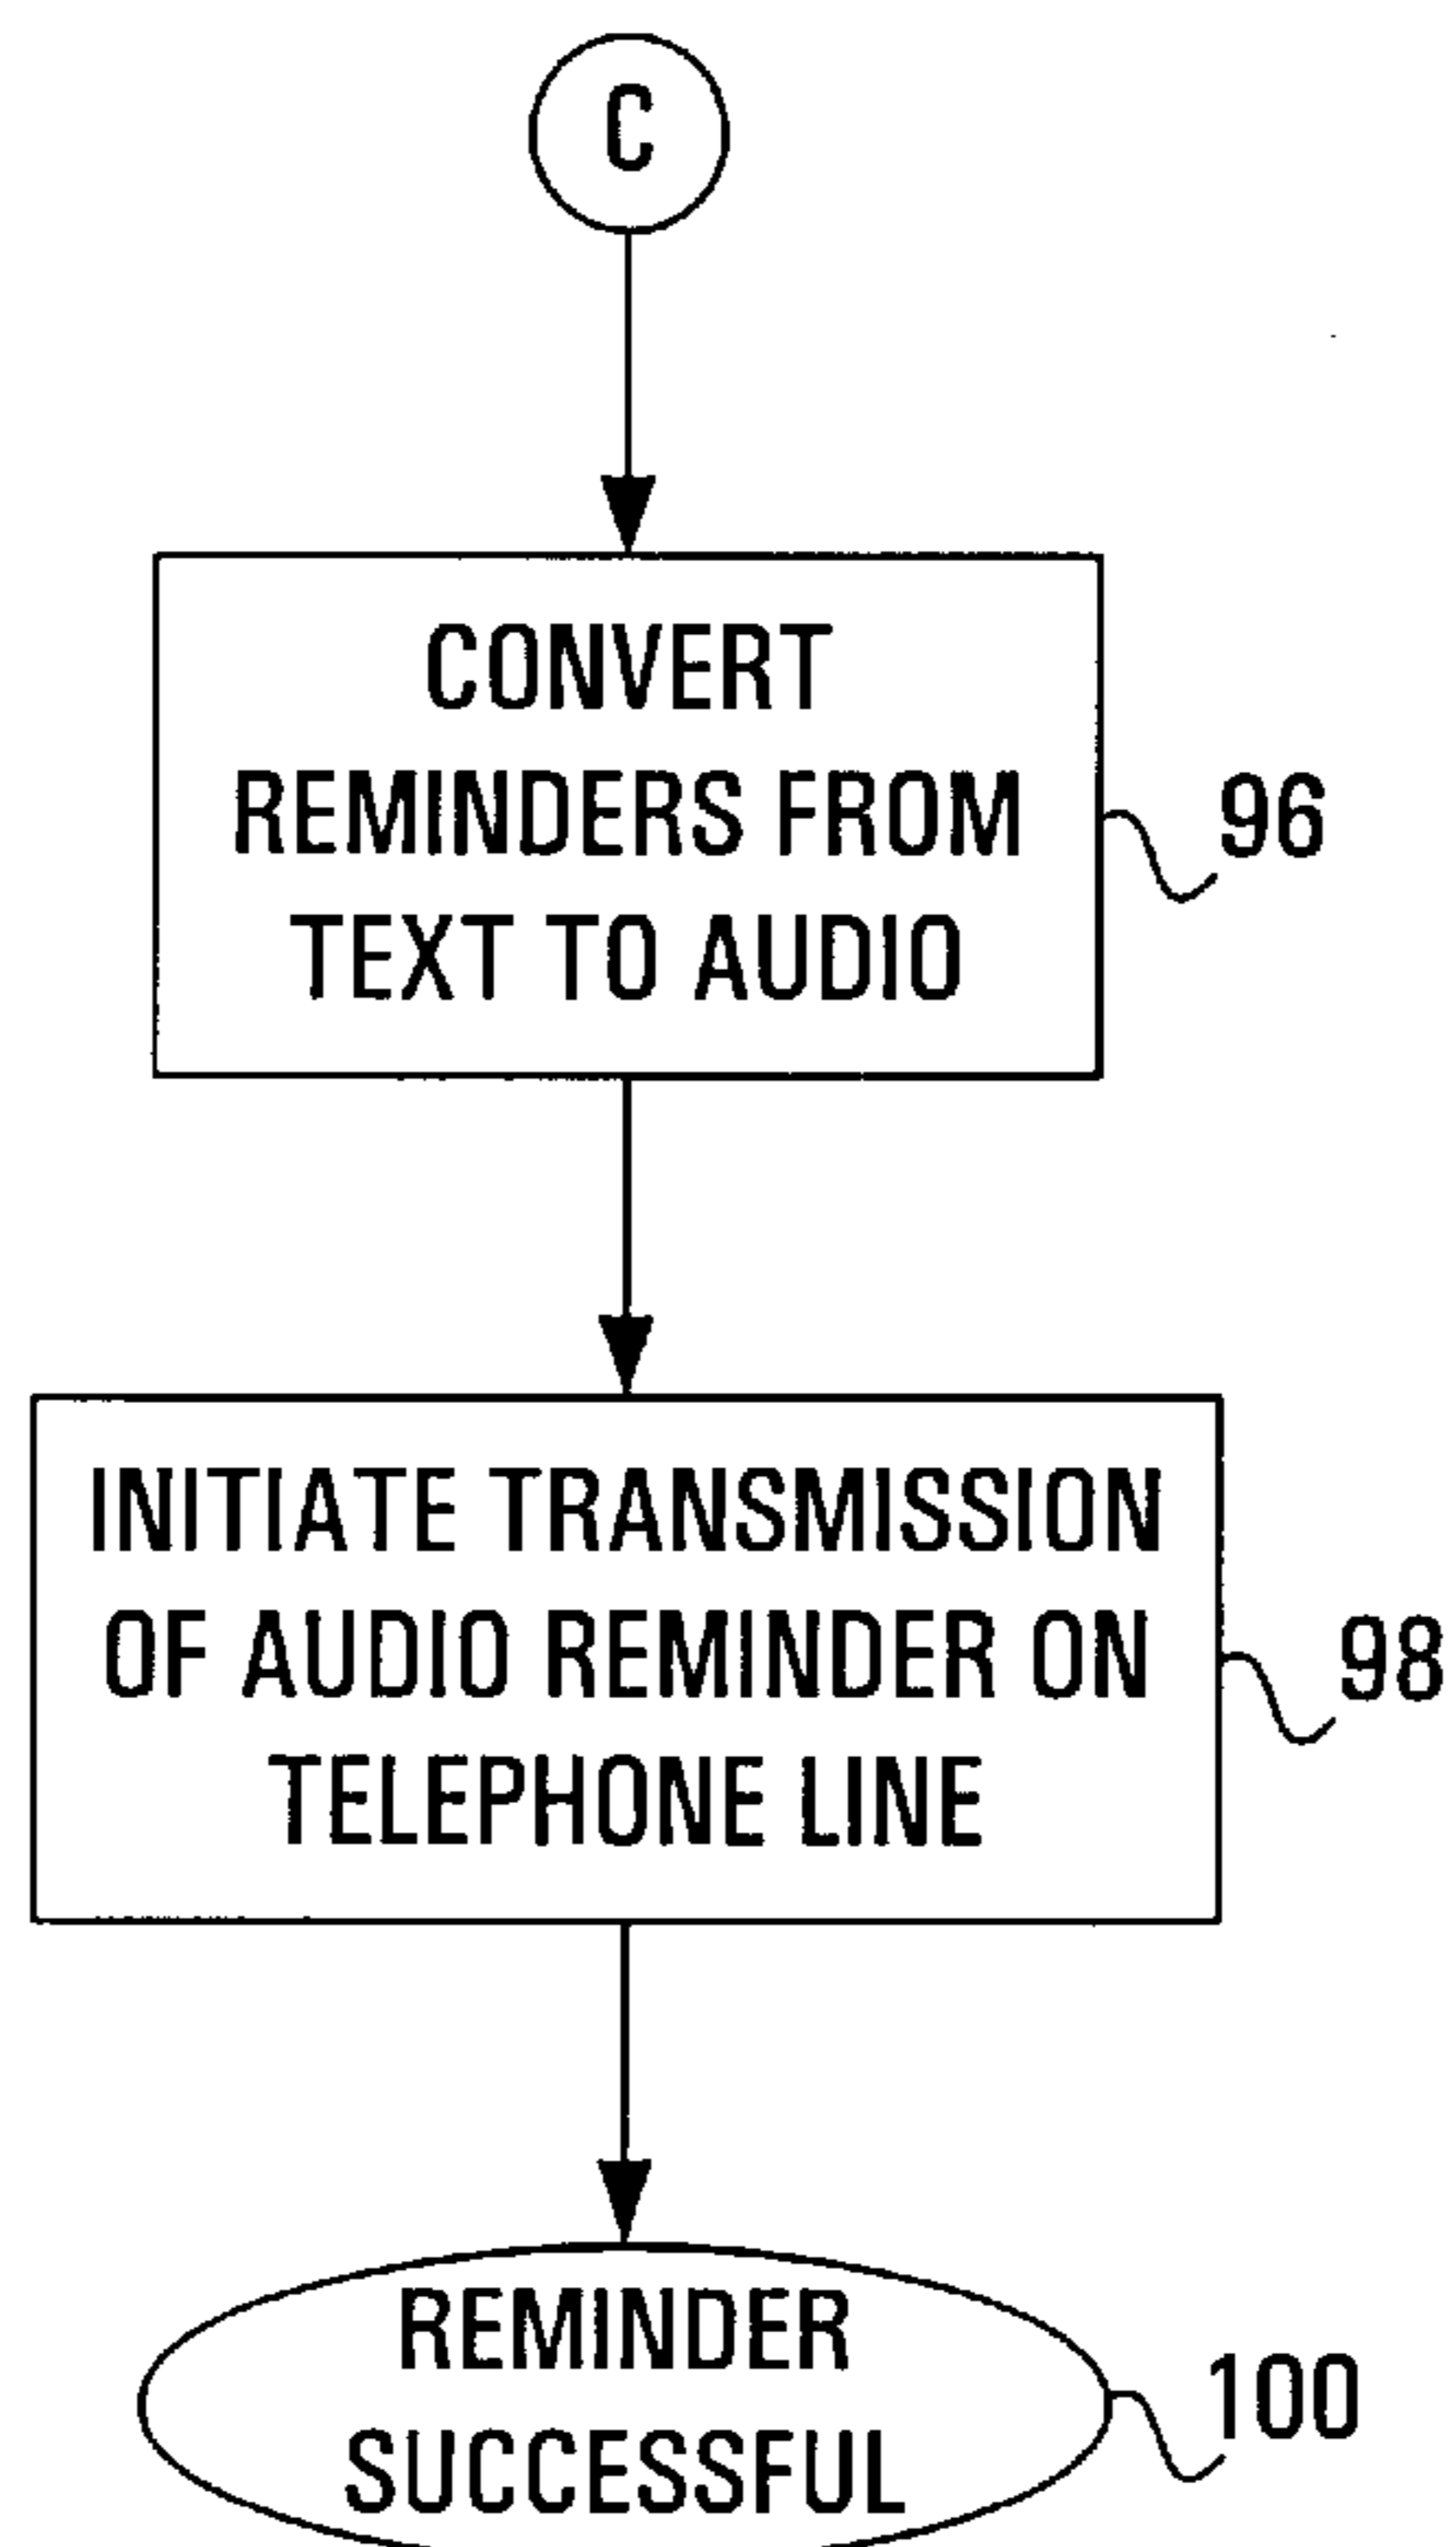 C
CONVERT
REMINDERS FROM
TEXT TO AUDIO
96
INITIATE TRANSMISSION
OF AUDIO REMINDER ON
TELEPHONE LINE
98
REMINDER
SUCCESSFUL
100